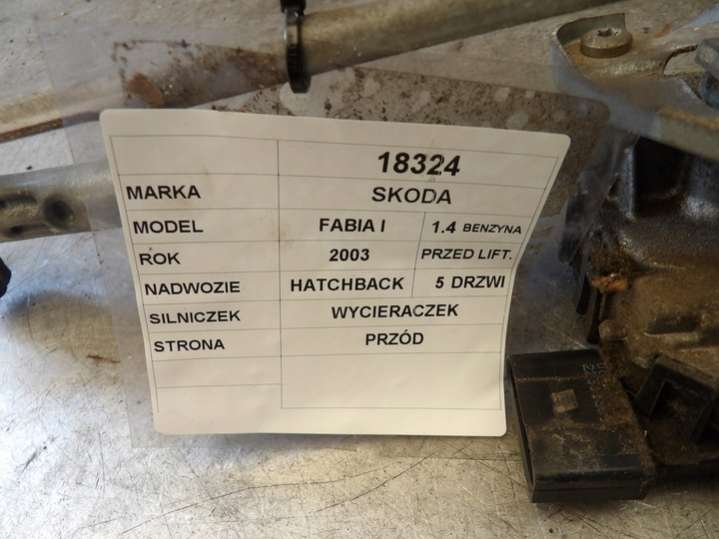 18324
MARKA SKODA
MODEL FABIA I 1.4 BENZYNA
ROK 2003 PRZED LIFT.
NADWOZIE HATCHBACK 5 DRZWI
SILNICZEK WYCIERACZEK
STRONA PRZÓD